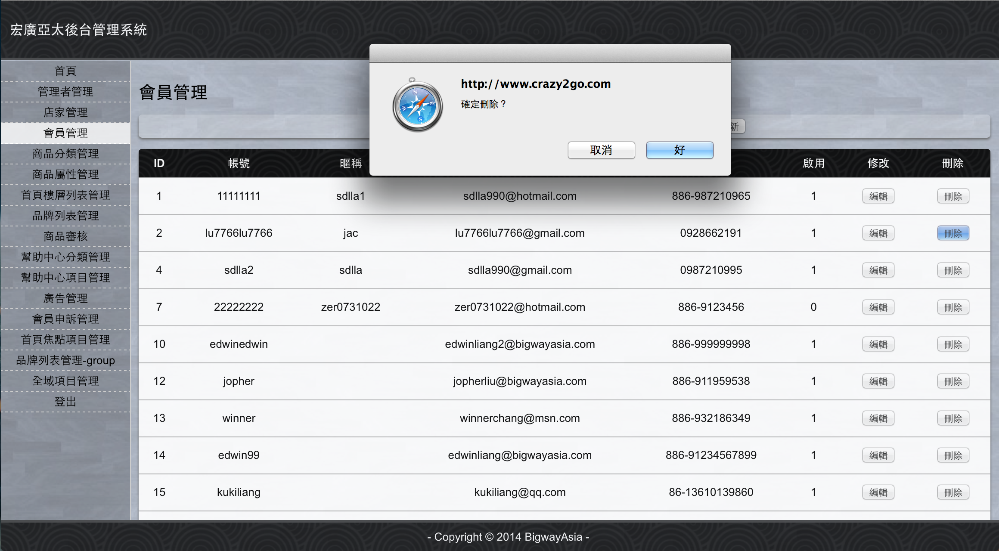 宏廣亞太後台管理系統
http://www.crazy2go.com
確定刪除？
取消 好
首頁
管理者管理
店家管理
會員管理
商品分類管理
商品屬性管理
首頁樓層列表管理
品牌列表管理
商品審核
幫助中心分類管理
幫助中心項目管理
廣告管理
會員申訴管理
首頁焦點項目管理
品牌列表管理-group
全域項目管理
登出
會員管理
新
ID 帳號 暱稱 啟用 修改 刪除
1 11111111 sdlla1 sdlla990@hotmail.com 886-987210965 1 編輯 刪除
2 lu7766lu7766 jac lu7766lu7766@gmail.com 0928662191 1 編輯 刪除
4 sdlla2 sdlla sdlla990@gmail.com 0987210995 1 編輯 刪除
7 22222222 zer0731022 zer0731022@hotmail.com 886-9123456 0 編輯 刪除
10 edwinedwin edwinliang2@bigwayasia.com 886-999999998 1 編輯 刪除
12 jopher jopherliu@bigwayasia.com 886-911959538 1 編輯 刪除
13 winner winnerchang@msn.com 886-932186349 1 編輯 刪除
14 edwin99 edwinliang@bigwayasia.com 886-91234567899 1 編輯 刪除
15 kukiliang kukiliang@qq.com 86-13610139860 1 編輯 刪除
- Copyright © 2014 BigwayAsia -